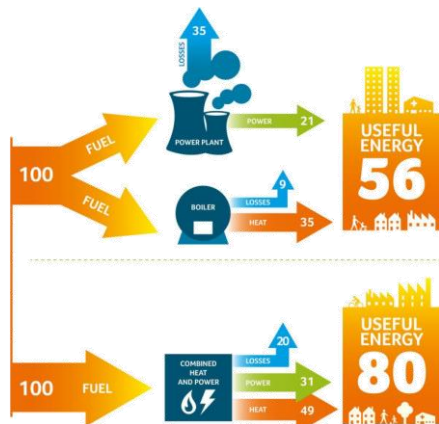 35
LOSSES
FUEL
POWER PLANT
POWER 21
USEFUL
ENERGY
56
100
FUEL
BOILER
9
LOSSES
HEAT 35
100
FUEL
COMBINED
HEAT
AND POWER
20
LOSSES
POWER 31
HEAT 49
USEFUL
ENERGY
80